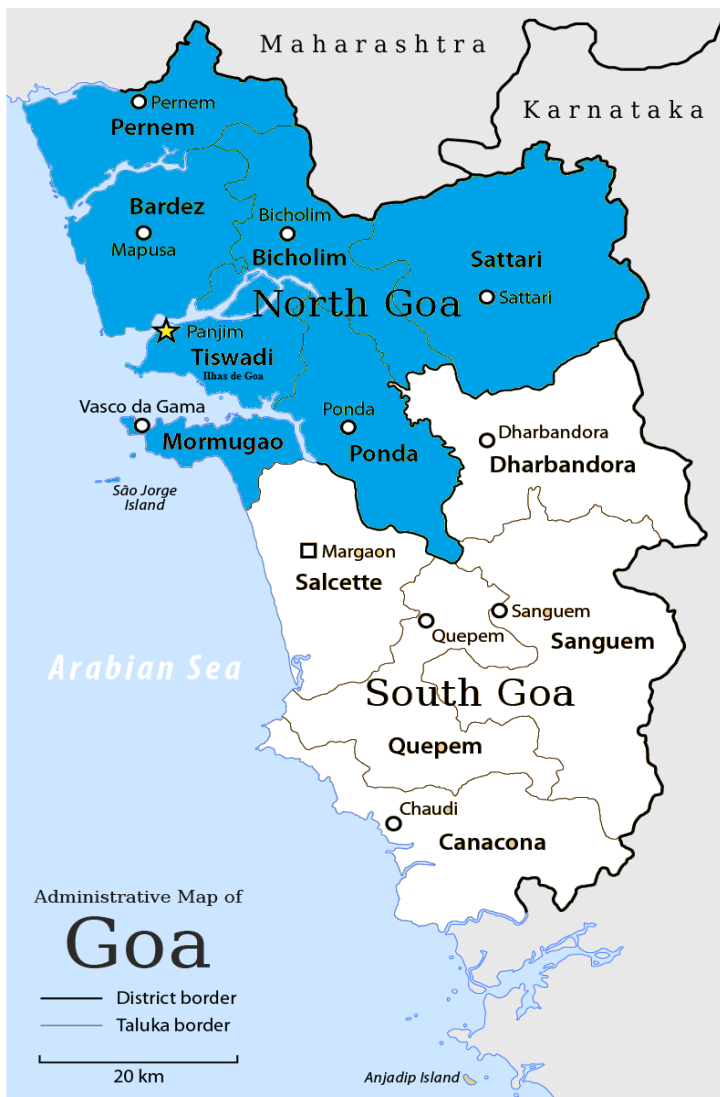 Maharashtra
Karnataka
Pernem
Pernem
Bardez
Mapusa
Bicholim
Bicholim
Sattari
Sattari
North Goa
Panjim
Tiswadi
Ilhas de Goa
Vasco da Gama
Mormugao
Ponda
Ponda
Dharbandora
Dharbandora
São Jorge
Island
Margaon
Salcette
Sanguem
Quepem
Sanguem
Arabian Sea
South Goa
Quepem
Chaudi
Canacona
Administrative Map of
Goa
District border
Taluka border
20 km
Anjadip Island